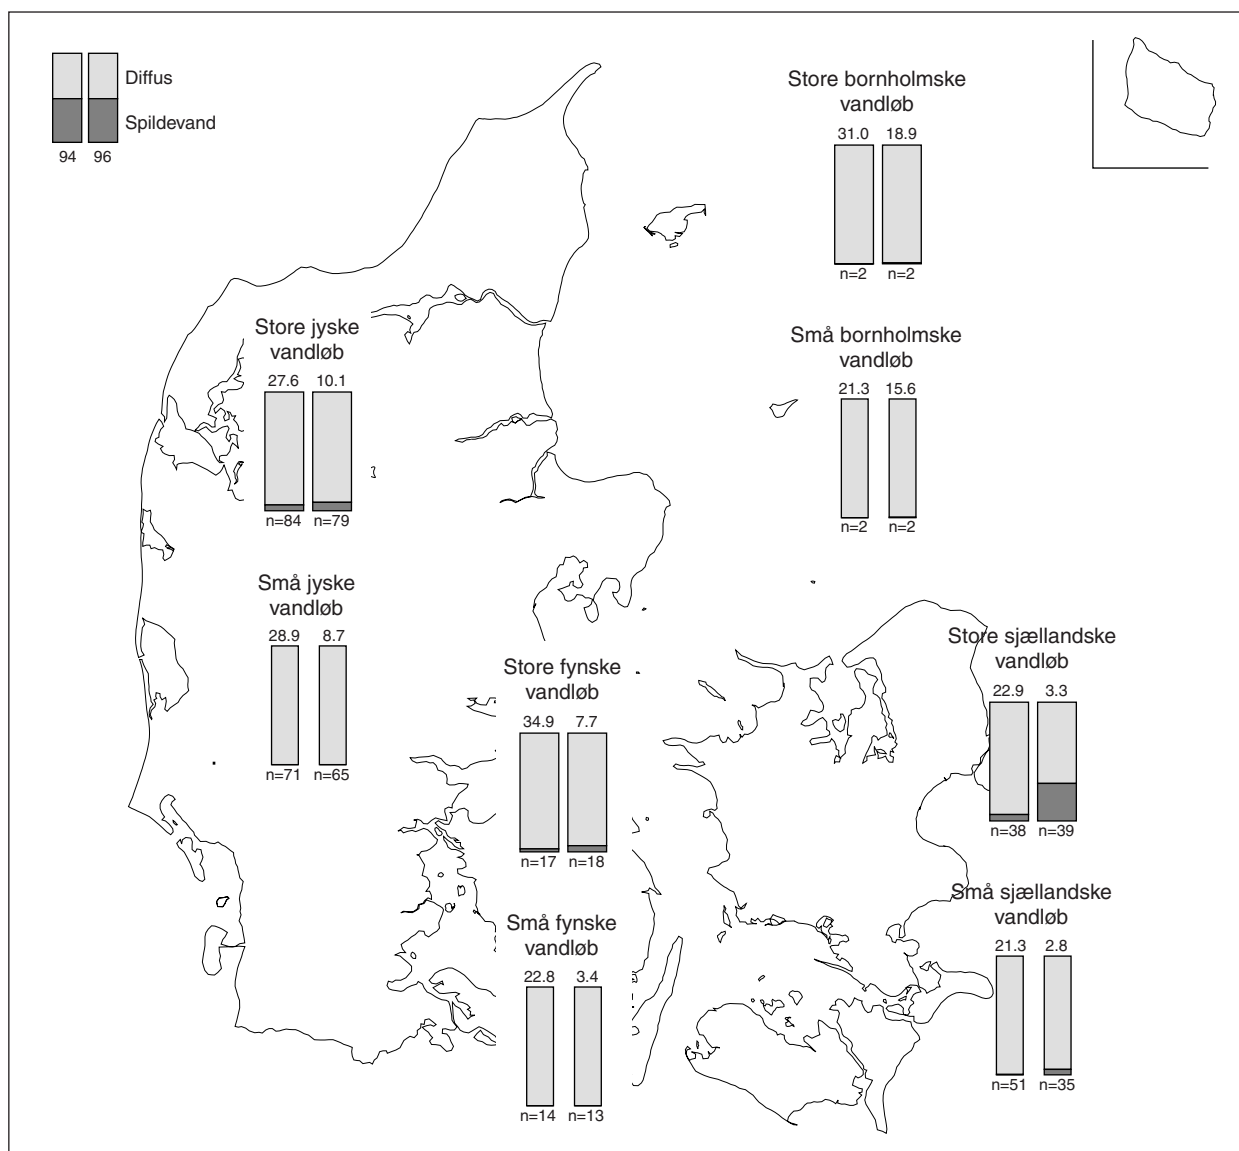 Diffus
Spildevand
94 96
Store bornholmske
vandløb
31.0 18.9
n=2 n=2
Store jyske
vandløb
27.6 10.1
n=84 n=79
Små bornholmske
vandløb
21.3 15.6
n=2 n=2
Små jyske
vandløb
28.9 8.7
n=71 n=65
Store fynske
vandløb
34.9 7.7
n=17 n=18
Store sjællandske
vandløb
22.9 3.3
n=38 n=39
Små fynske
vandløb
22.8 3.4
n=14 n=13
Små sjællandske
vandløb
21.3 2.8
n=51 n=35